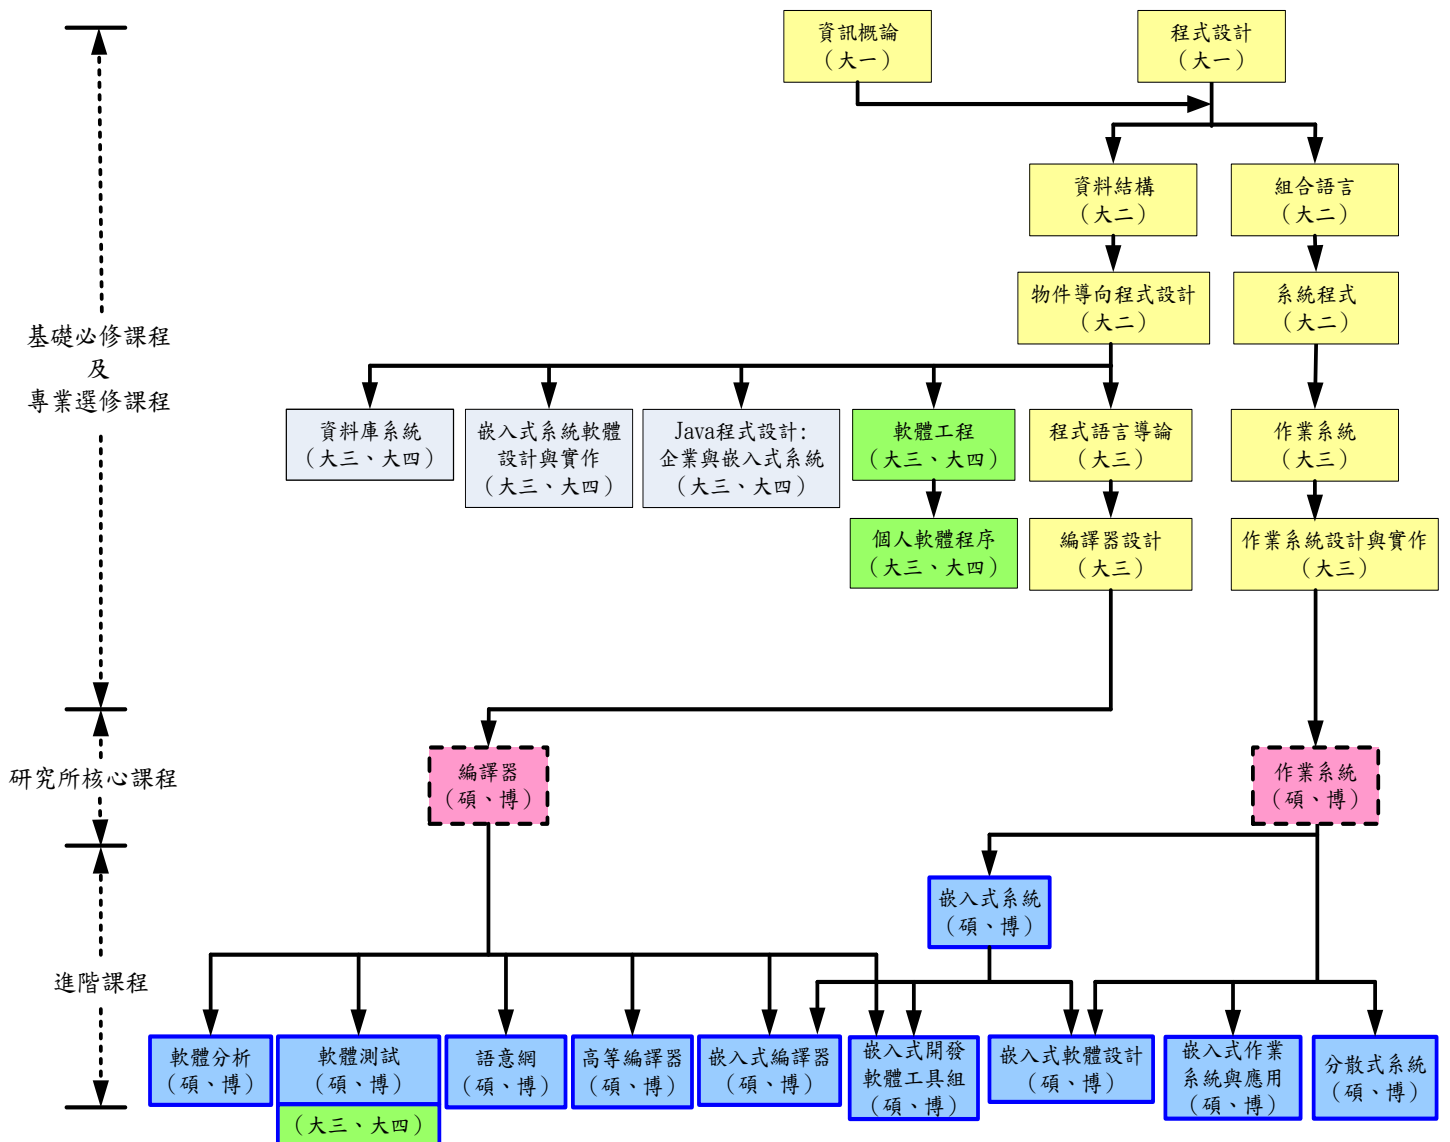 資訊概論
（大一）
程式設計
（大一）
資料結構
（大二）
組合語言
（大二）
物件導向程式設計
（大二）
系統程式
（大二）
基礎必修課程
及
專業選修課程
資料庫系統
（大三、大四）
嵌入式系統軟體
設計與實作
（大三、大四）
Java程式設計:
企業與嵌入式系統
（大三、大四）
軟體工程
（大三、大四）
程式語言導論
（大三）
作業系統
（大三）
個人軟體程序
（大三、大四）
編譯器設計
（大三）
作業系統設計與實作
（大三）
研究所核心課程
編譯器
（碩、博）
作業系統
（碩、博）
進階課程
嵌入式系統
（碩、博）
軟體分析
（碩、博）
軟體測試
（碩、博）
（大三、大四）
語意網
（碩、博）
高等編譯器
（碩、博）
嵌入式編譯器
（碩、博）
嵌入式開發
軟體工具組
（碩、博）
嵌入式軟體設計
（碩、博）
嵌入式作業
系統與應用
（碩、博）
分散式系統
（碩、博）